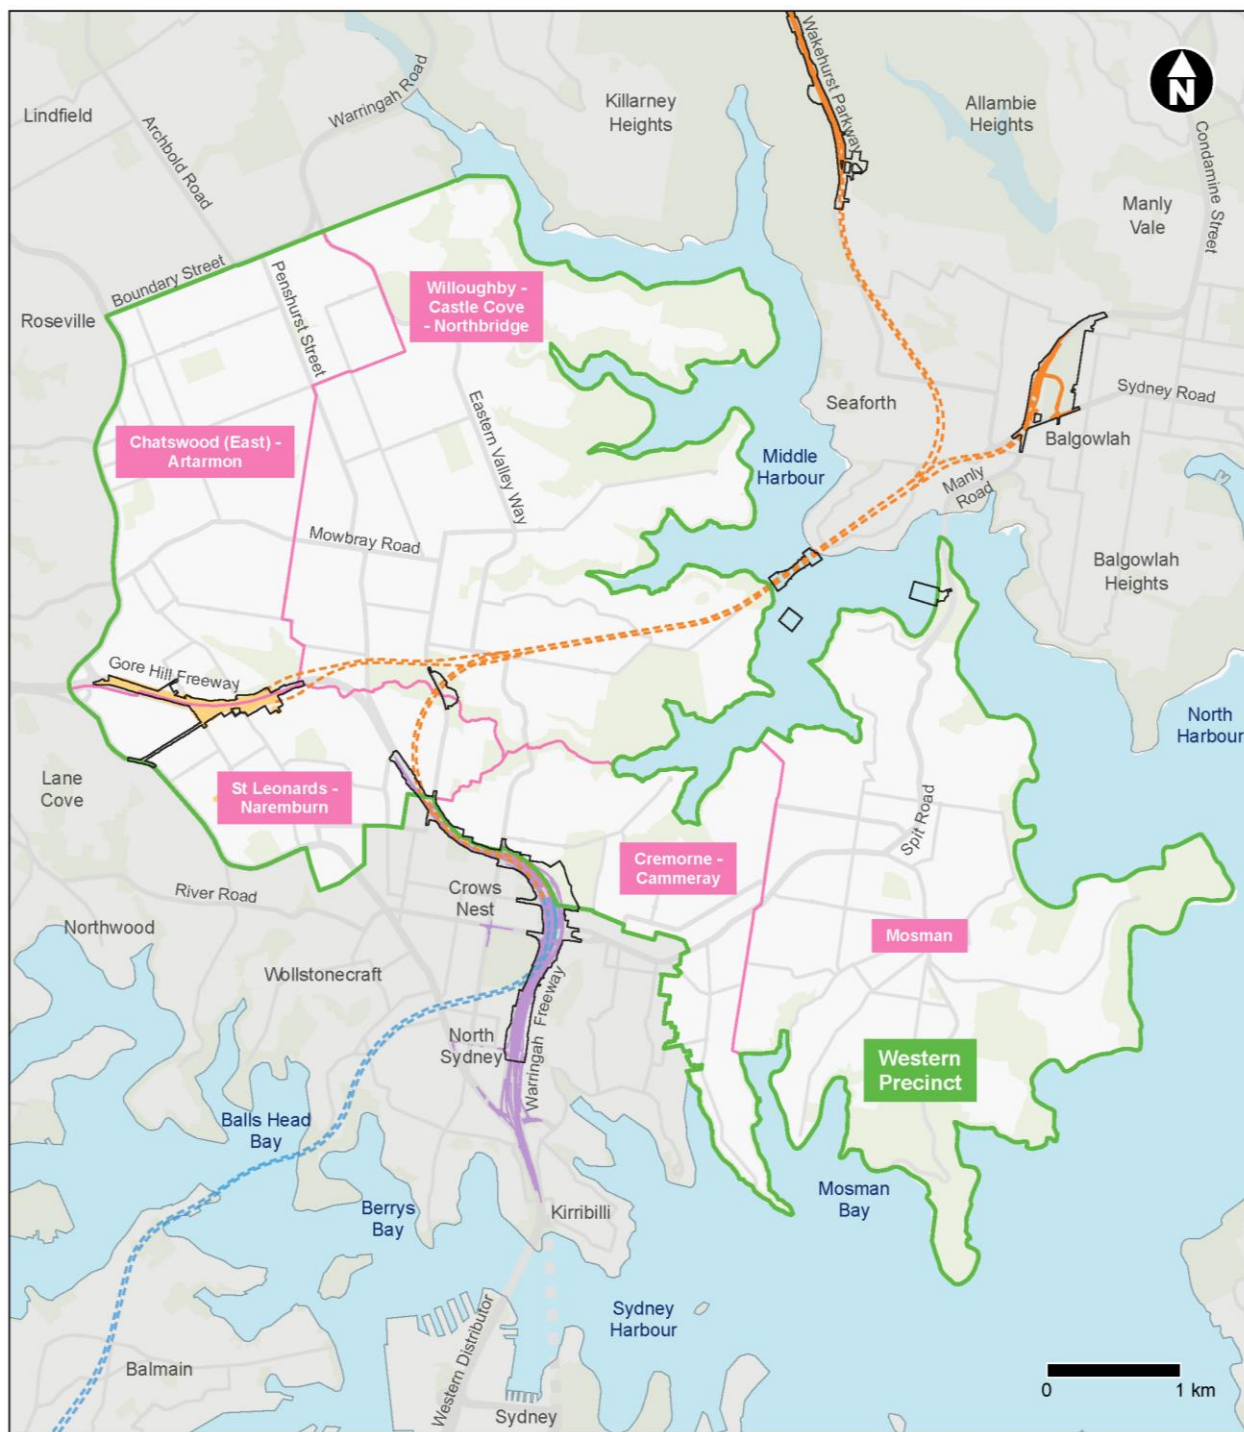 Wakehurst Parkway
N
Killarney
Heights
Allambie
Heights
Lindfield
Archbold Road
Warringah Road
Condamine Street
Manly
Vale
Boundary Street
Penshurst Street
Willoughby -
Castle Cove
- Northbridge
Roseville
Seaforth
Sydney Road
Balgowlah
Chatswood (East) -
Artarmon
Eastern Valley Way
Middle
Harbour
Manly
Road
Mowbray Road
Balgowlah
Heights
Gore Hill Freeway
North
Harbour
Lane
Cove
St Leonards -
Naremburn
Spit Road
Cremorne -
Cammeray
River Road
Crows
Nest
Northwood
Mosman
Wollstonecraft
Warringah Freeway
North
Sydney
Western
Precinct
Balls Head
Bay
Berrys
Bay
Mosman
Bay
Kirribilli
Sydney
Harbour
Western Distributor
Balmain
Sydney
0 1 km